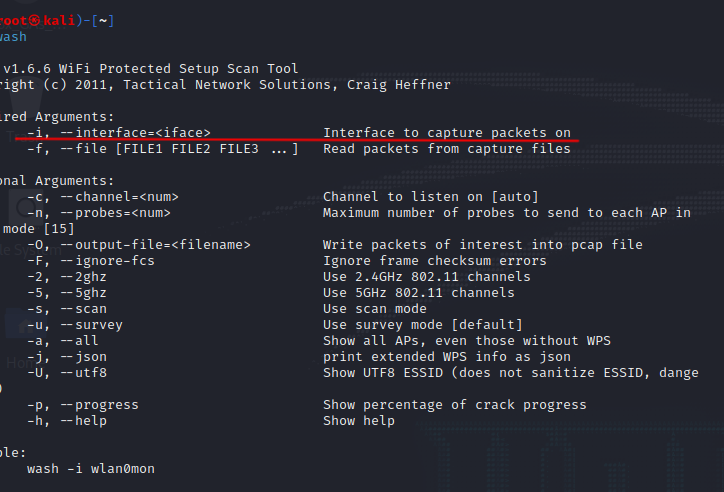 root㉿kali)-[~]
wash
v1.6.6 WiFi Protected Setup Scan Tool
right (c) 2011, Tactical Network Solutions, Craig Heffner
ired Arguments:
-i, --interface=<iface> Interface to capture packets on
-f, --file [FILE1 FILE2 FILE3 ...] Read packets from capture files
onal Arguments:
-c, --channel=<num> Channel to listen on [auto]
-n, --probes=<num> Maximum number of probes to send to each AP in
mode [15]
-O, --output-file=<filename> Write packets of interest into pcap file
-F, --ignore-fcs Ignore frame checksum errors
-2, --2ghz Use 2.4GHz 802.11 channels
-5, --5ghz Use 5GHz 802.11 channels
-s, --scan Use scan mode
-u, --survey Use survey mode [default]
-a, --all Show all APs, even those without WPS
-j, --json print extended WPS info as json
-U, --utf8 Show UTF8 ESSID (does not sanitize ESSID, dange
)
-p, --progress Show percentage of crack progress
-h, --help Show help
ple:
wash -i wlan0mon